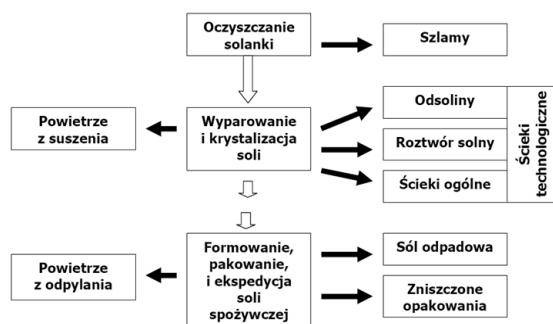 Oczyszczanie
solanki
Szlamy
Powietrze
z suszenia
Wyparowanie
i krystalizacja
soli
Odsoliny
Roztwór solny
Ścieki ogólne
Ścieki
technologiczne
Powietrze
z odpylania
Formowanie,
pakowanie,
i ekspedycja
soli
spożywczej
Sól odpadowa
Zniszczone
opakowania